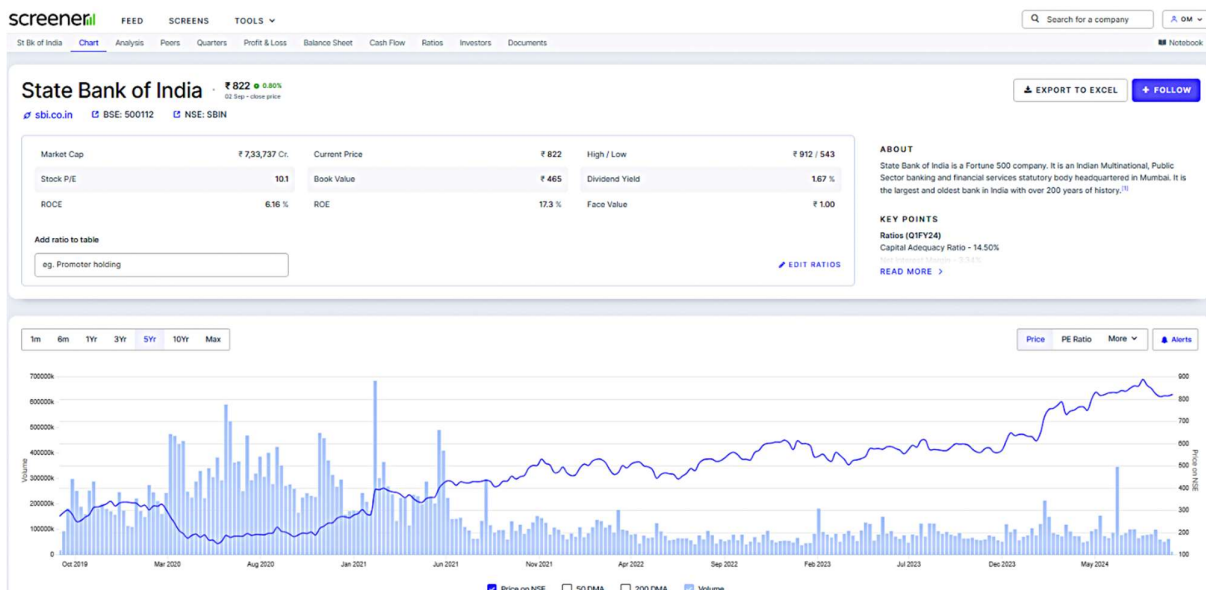 screener FEED SCREENS TOOLS Search for a company OM
St Bk of India Chart Analysis Peers Quarters Profit & Loss Balance Sheet Cash Flow Ratios Investors Documents Notebook
State Bank of India · ₹ 822 0.80%
02 Sep - close price
EXPORT TO EXCEL + FOLLOW
sbi.co.in BSE: 500112 NSE: SBIN
Market Cap ₹ 7,33,737 Cr. Current Price ₹ 822 High / Low ₹ 912 / 543
Stock P/E 10.1 Book Value ₹ 465 Dividend Yield 1.67 %
ROCE 6.16 % ROE 17.3 % Face Value ₹ 1.00
Add ratio to table
eg. Promoter holding
EDIT RATIOS
ABOUT
State Bank of India is a Fortune 500 company. It is an Indian Multinational, Public
Sector banking and financial services statutory body headquartered in Mumbai. It is
the largest and oldest bank in India with over 200 years of history.[1]
KEY POINTS
Ratios (Q1FY24)
Capital Adequacy Ratio - 14.50%
Net Interest Margin - 3.24%
READ MORE >
1m 6m 1Yr 3Yr 5Yr 10Yr Max Price PE Ratio More Alerts
700000k 900
600000k 800
700
500000k
600
400000k
500
300000k
400
200000k 300
100000k 200
0 100
Volume
Price on NSE
Oct 2019 Mar 2020 Aug 2020 Jan 2021 Jun 2021 Nov 2021 Apr 2022 Sep 2022 Feb 2023 Jul 2023 Dec 2023 May 2024
Price on NSE 50 DMA 200 DMA Volume